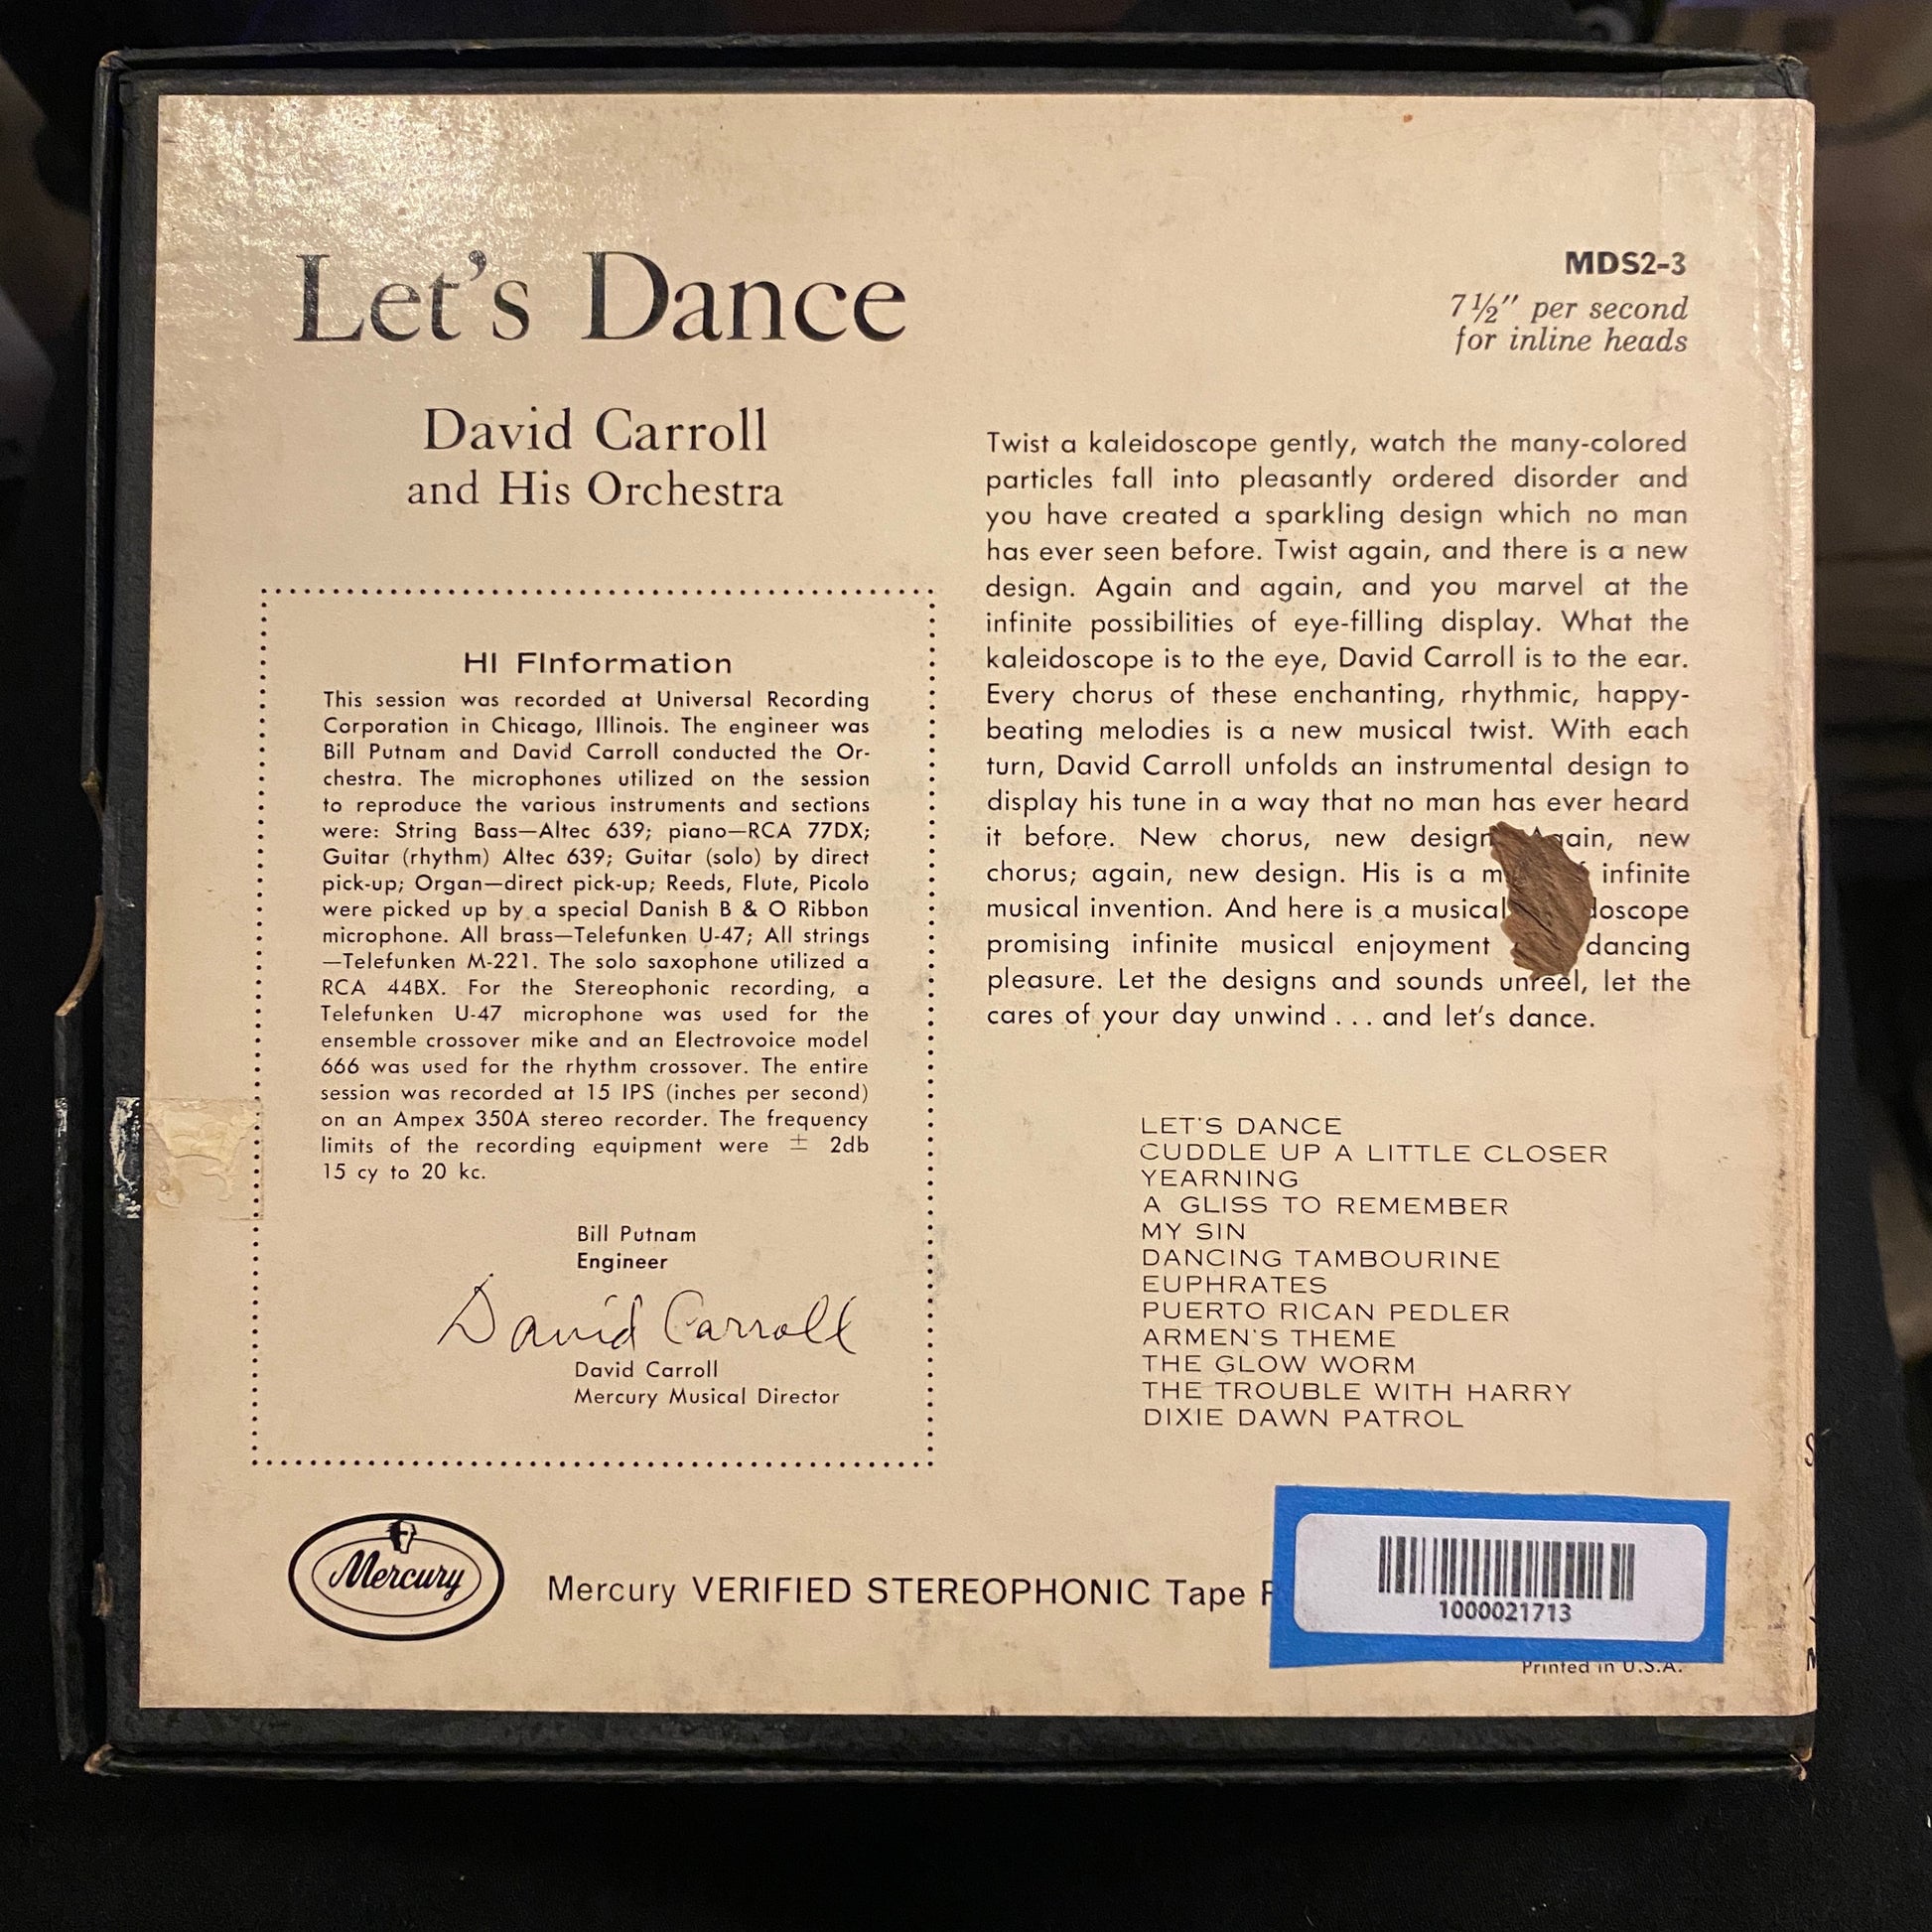 Let's Dance
David Carroll
and His Orchestra
MDS2-3
7½" per second
for inline heads
HI FInformation
This session was recorded at Universal Recording
Corporation in Chicago, Illinois. The engineer was
Bill Putnam and David Carroll conducted the Or-
chestra. The microphones utilized on the session
to reproduce the various instruments and sections
were: String Bass—Altec 639; piano—RCA 77DX;
Guitar (rhythm) Altec 639; Guitar (solo) by direct
pick-up; Organ—direct pick-up; Reeds, Flute, Picolo
were picked up by a special Danish B & O Ribbon
microphone. All brass—Telefunken U-47; All strings
—Telefunken M-221. The solo saxophone utilized a
RCA 44BX. For the Stereophonic recording, a
Telefunken U-47 microphone was used for the
ensemble crossover mike and an Electrovoice model
666 was used for the rhythm crossover. The entire
session was recorded at 15 IPS (inches per second)
on an Ampex 350A stereo recorder. The frequency
limits of the recording equipment were ± 2db
15 cy to 20 kc.
Bill Putnam
Engineer
David Carroll
David Carroll
Mercury Musical Director
Twist a kaleidoscope gently, watch the many-colored
particles fall into pleasantly ordered disorder and
you have created a sparkling design which no man
has ever seen before. Twist again, and there is a new
design. Again and again, and you marvel at the
infinite possibilities of eye-filling display. What the
kaleidoscope is to the eye, David Carroll is to the ear.
Every chorus of these enchanting, rhythmic, happy-
beating melodies is a new musical twist. With each
turn, David Carroll unfolds an instrumental design to
display his tune in a way that no man has ever heard
it before. New chorus, new design Again, new
chorus; again, new design. His is a infinite
musical invention. And here is a musical
promising infinite musical enjoyment dancing
pleasure. Let the designs and sounds unreel, let the
cares of your day unwind . . . and let's dance.
LET'S DANCE
CUDDLE UP A LITTLE CLOSER
YEARNING
A GLISS TO REMEMBER
MY SIN
DANCING TAMBOURINE
EUPHRATES
PUERTO RICAN PEDLER
ARMEN'S THEME
THE GLOW WORM
THE TROUBLE WITH HARRY
DIXIE DAWN PATROL
Mercury
Mercury VERIFIED STEREOPHONIC Tape
1000021713
Printed in U.S.A.